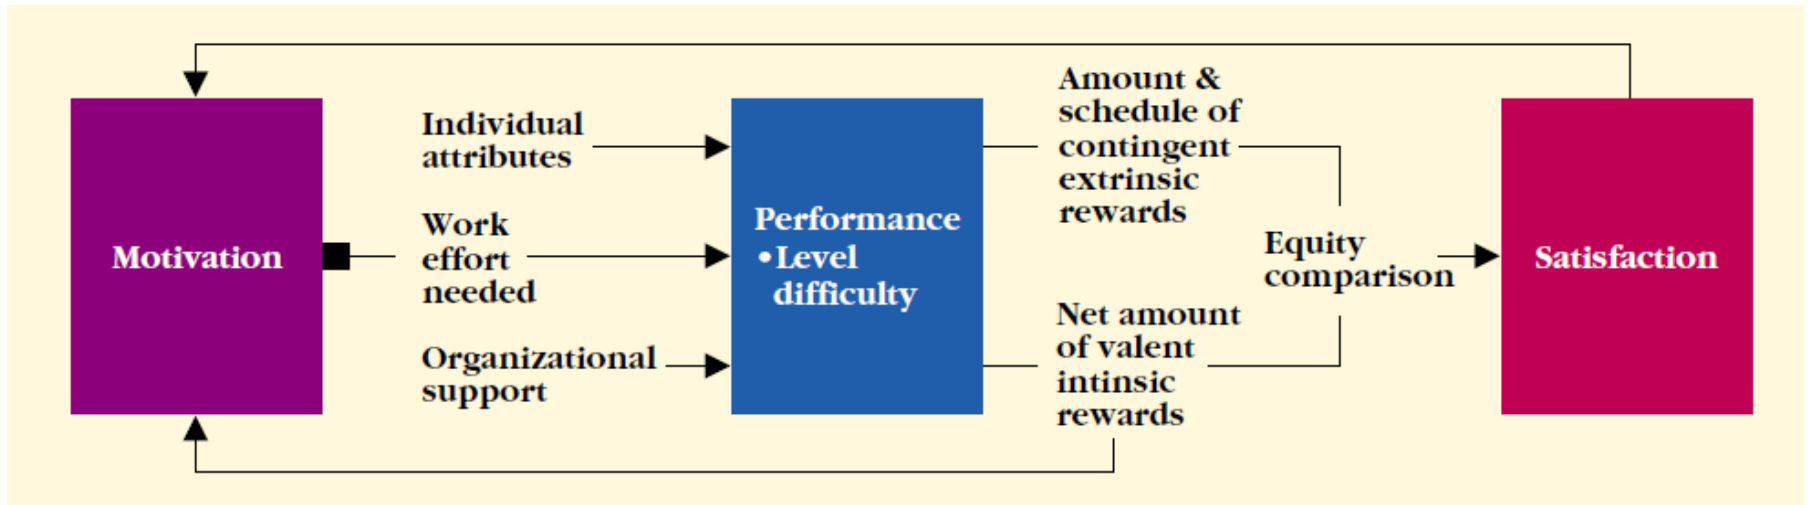 Motivation
Individual
attributes
Work
effort
needed
Organizational
support
Performance
•Level
difficulty
Amount &
schedule of
contingent
extrinsic
rewards
Net amount
of valent
intinsic
rewards
Equity
comparison
Satisfaction